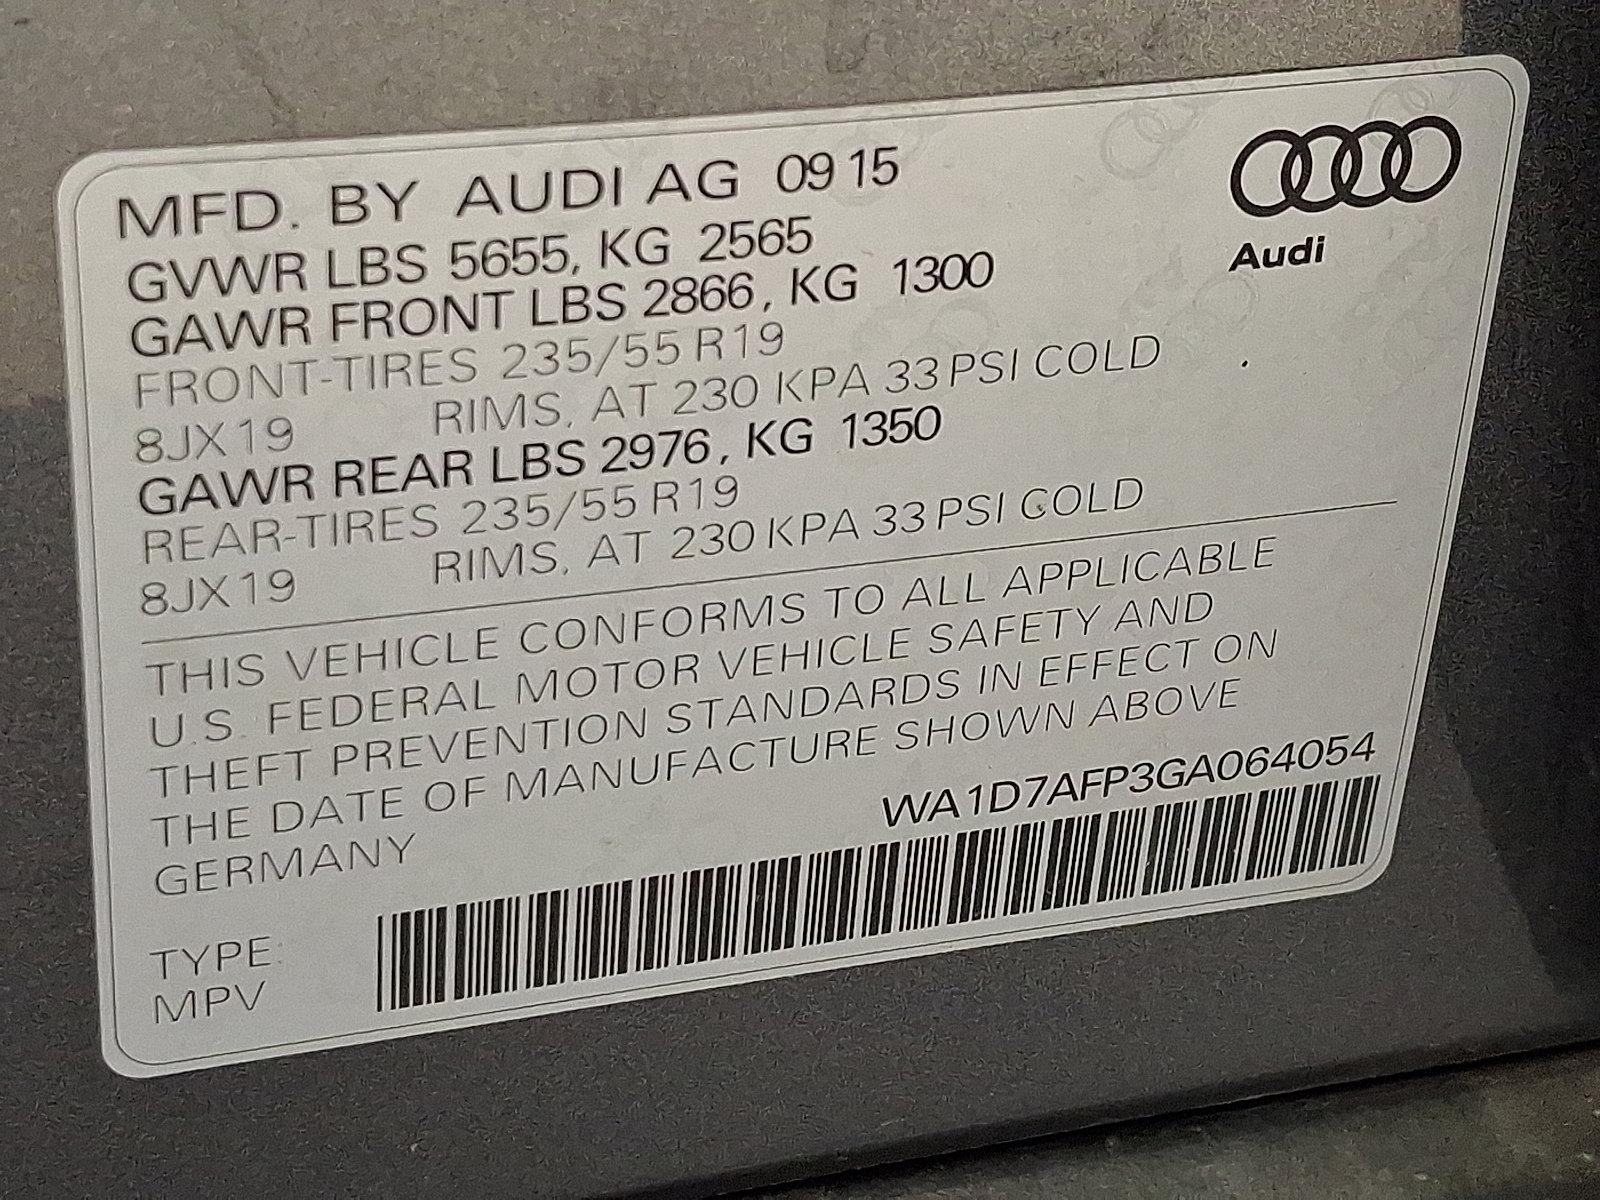 MFD. BY AUDI AG 09 15
GVWR LBS 5655, KG 2565
GAWR FRONT LBS 2866, KG 1300
FRONT-TIRES 235/55 R19
8JX19 RIMS, AT 230 KPA 33 PSI COLD
GAWR REAR LBS 2976, KG 1350
REAR-TIRES 235/55 R19
8JX19 RIMS, AT 230 KPA 33 PSI COLD
Audi
THIS VEHICLE CONFORMS TO ALL APPLICABLE
U.S. FEDERAL MOTOR VEHICLE SAFETY AND
THEFT PREVENTION STANDARDS IN EFFECT ON
THE DATE OF MANUFACTURE SHOWN ABOVE
GERMANY
WA1D7AFP3GA064054
TYPE:
MPV